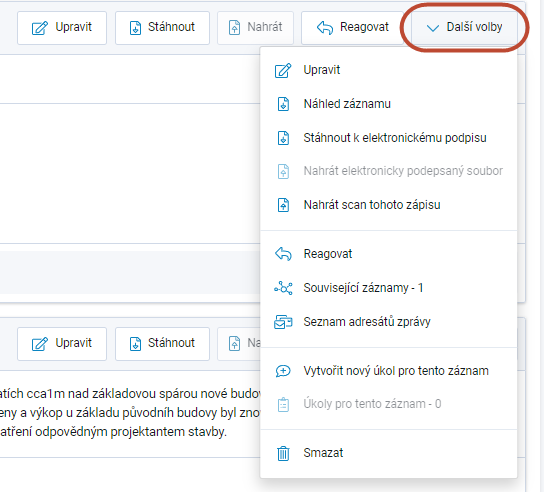 Upravit Stáhnout Nahrát Reagovat Další volby
Upravit
Náhled záznamu
Stáhnout k elektronickému podpisu
Nahrát elektronicky podepsaný soubor
Nahrát scan tohoto zápisu
Reagovat
Související záznamy - 1
Seznam adresátů zprávy
Vytvořit nový úkol pro tento záznam
Úkoly pro tento záznam - 0
Smazat
Upravit Stáhnout
atích cca1m nad základovou spárou nové budov
eny a výkop u základu původních budovy byl zno
atření odpovědným projektantem stavby.